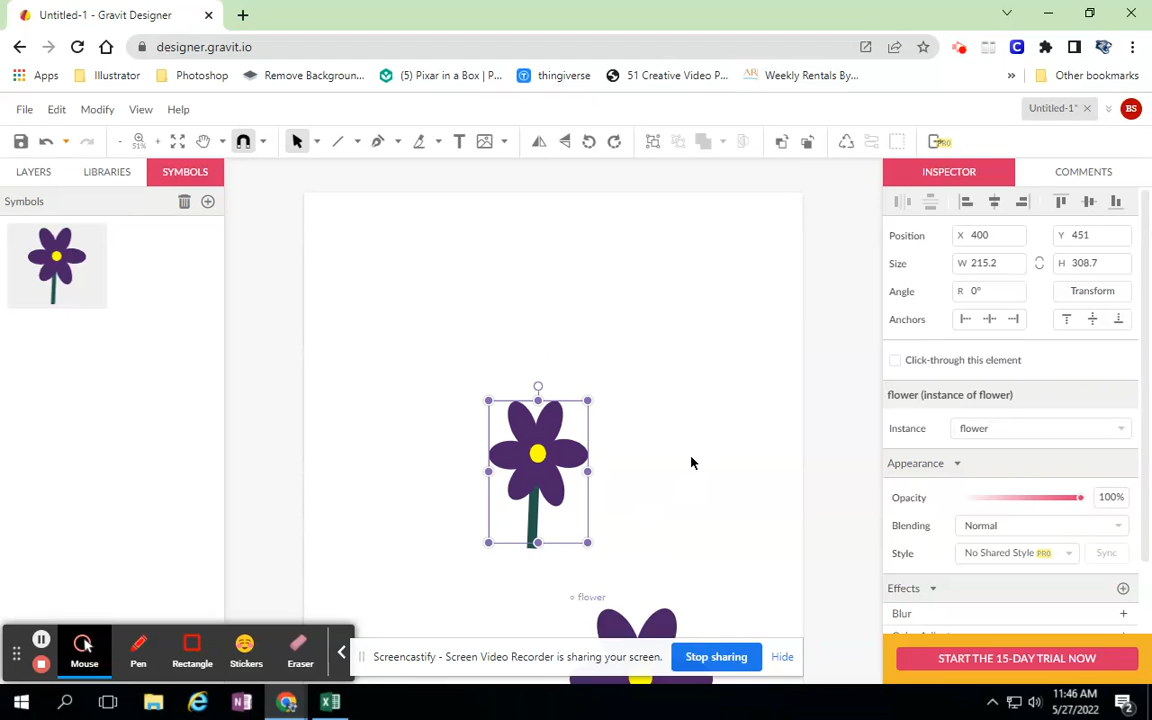 Untitled-1 - Gravit Designer
designer.gravit.io
Apps
Illustrator
Photoshop
Remove Backgroun...
(5) Pixar in a Box | P...
thingiverse
51 Creative Video P...
Weekly Rentals By...
Other bookmarks
File
Edit
Modify
View
Help
Untitled-1*
BS
51%
PRO
LAYERS
LIBRARIES
SYMBOLS
INSPECTOR
COMMENTS
Symbols
Position
X 400
Y 451
Size
W 215.2
H 308.7
Angle
R 0°
Transform
Anchors
Click-through this element
flower (instance of flower)
Instance
flower
Appearance
Opacity
100%
Blending
Normal
Style
No Shared Style PRO
Sync
flower
Effects
Blur
Mouse
Pen
Rectangle
Stickers
Eraser
Screencastify - Screen Video Recorder is sharing your screen.
Stop sharing
Hide
START THE 15-DAY TRIAL NOW
11:46 AM
5/27/2022
2